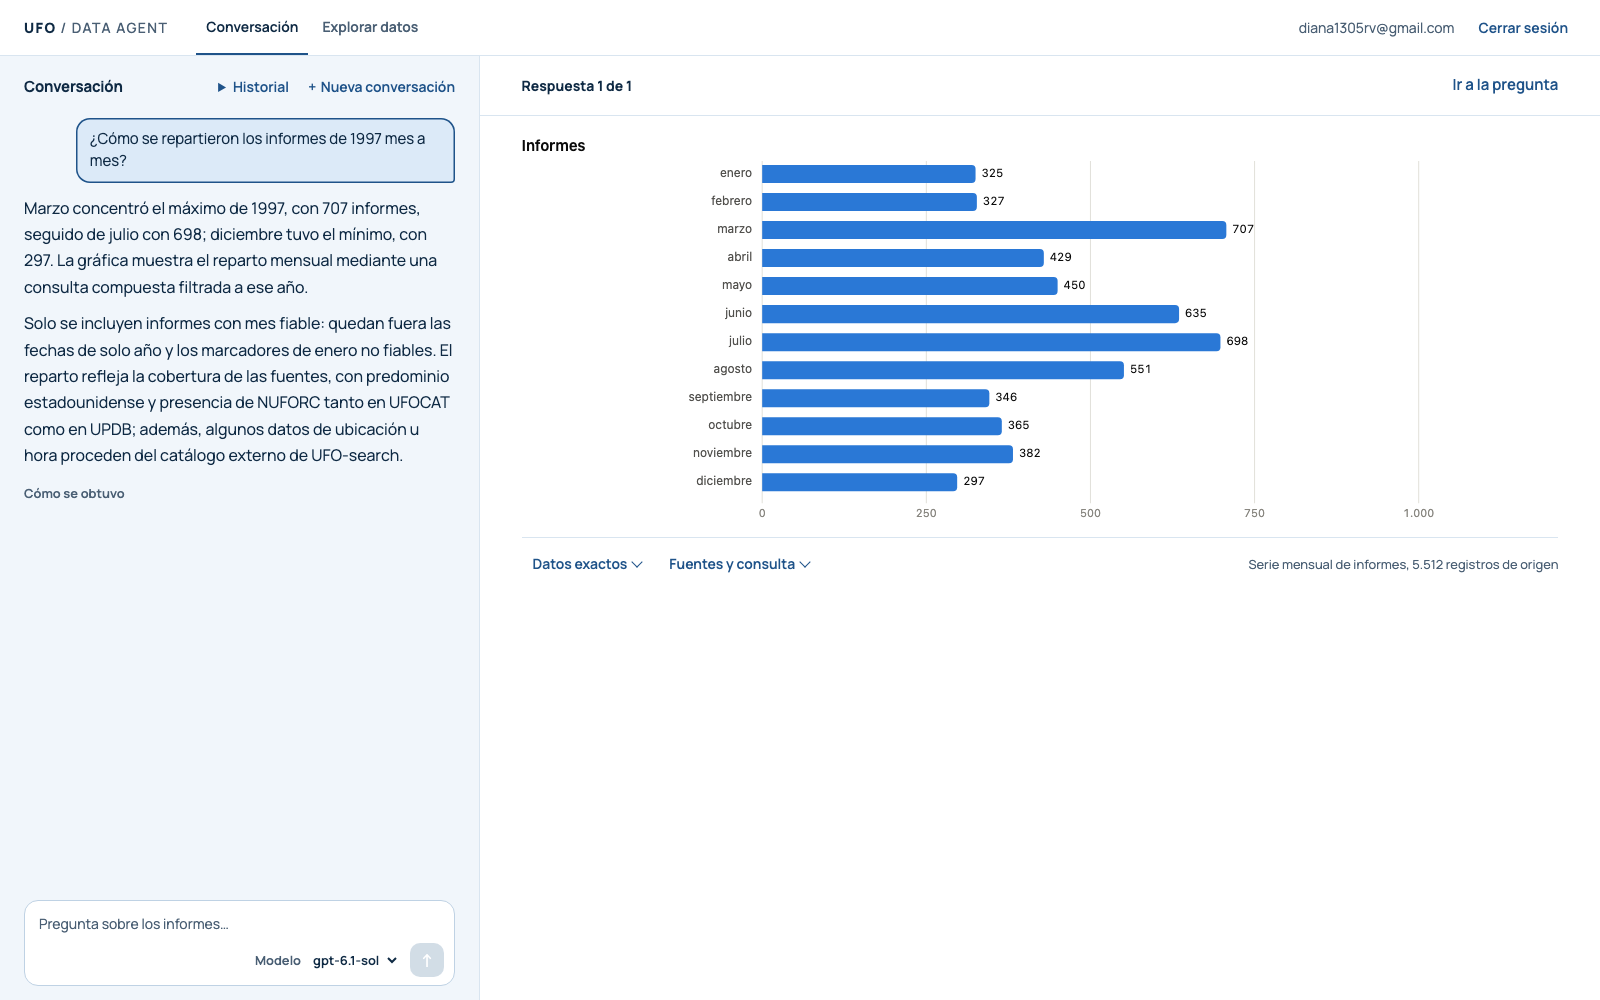 UFO / DATA AGENT
Conversación
Explorar datos
diana1305rv@gmail.com
Cerrar sesión
Conversación
▶ Historial
+ Nueva conversación
¿Cómo se repartieron los informes de 1997 mes a
mes?
Marzo concentró el máximo de 1997, con 707 informes,
seguido de julio con 698; diciembre tuvo el mínimo, con
297. La gráfica muestra el reparto mensual mediante una
consulta compuesta filtrada a ese año.
Solo se incluyen informes con mes fiable: quedan fuera las
fechas de solo año y los marcadores de enero no fiables. El
reparto refleja la cobertura de las fuentes, con predominio
estadounidense y presencia de NUFORC tanto en UFOCAT
como en UPDB; además, algunos datos de ubicación u
hora proceden del catálogo externo de UFO-search.
Cómo se obtuvo
Pregunta sobre los informes…
Modelo gpt-6.1-sol
Respuesta 1 de 1
Ir a la pregunta
Informes
enero 325
febrero 327
marzo 707
abril 429
mayo 450
junio 635
julio 698
agosto 551
septiembre 346
octubre 365
noviembre 382
diciembre 297
0 250 500 750 1.000
Datos exactos
Fuentes y consulta
Serie mensual de informes, 5.512 registros de origen